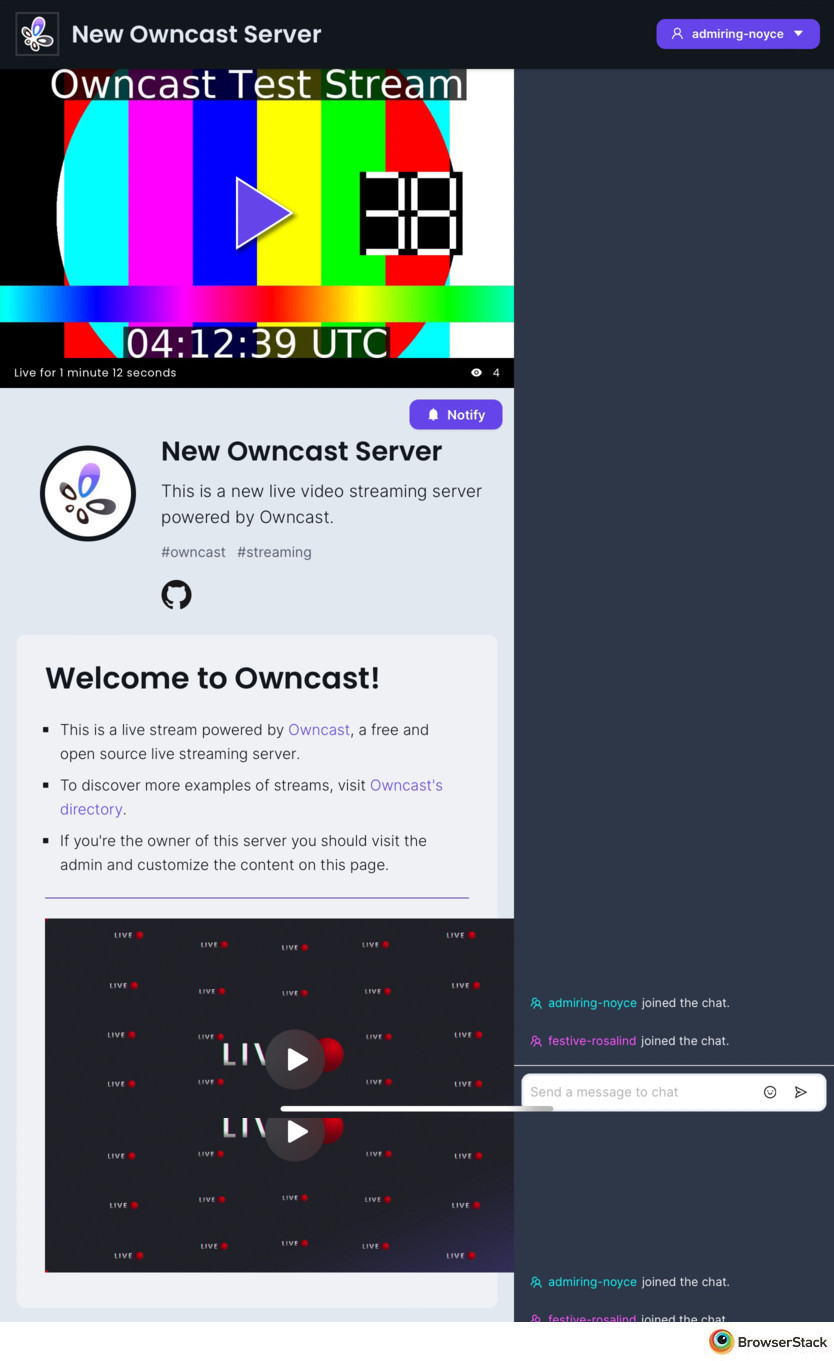 New Owncast Server
admiring-noyce
Owncast Test Stream
38
04:12:39 UTC
Live for 1 minute 12 seconds
4
Notify
New Owncast Server
This is a new live video streaming server
powered by Owncast.
#owncast #streaming
Welcome to Owncast!
This is a live stream powered by Owncast, a free and
open source live streaming server.
To discover more examples of streams, visit Owncast's
directory.
If you're the owner of this server you should visit the
admin and customize the content on this page.
LIVE LIVE LIVE LIVE LIVE
LIVE LIVE LIVE LIVE LIVE
LIVE LIVE LIVE LIVE
LIV
LIVE LIVE LIVE LIVE LIVE
LIV
LIVE LIVE LIVE LIVE
LIVE LIVE LIVE LIVE LIVE
LIVE LIVE LIVE LIVE LIVE
admiring-noyce joined the chat.
festive-rosalind joined the chat.
Send a message to chat
admiring-noyce joined the chat.
festive-rosalind joined the chat.
BrowserStack